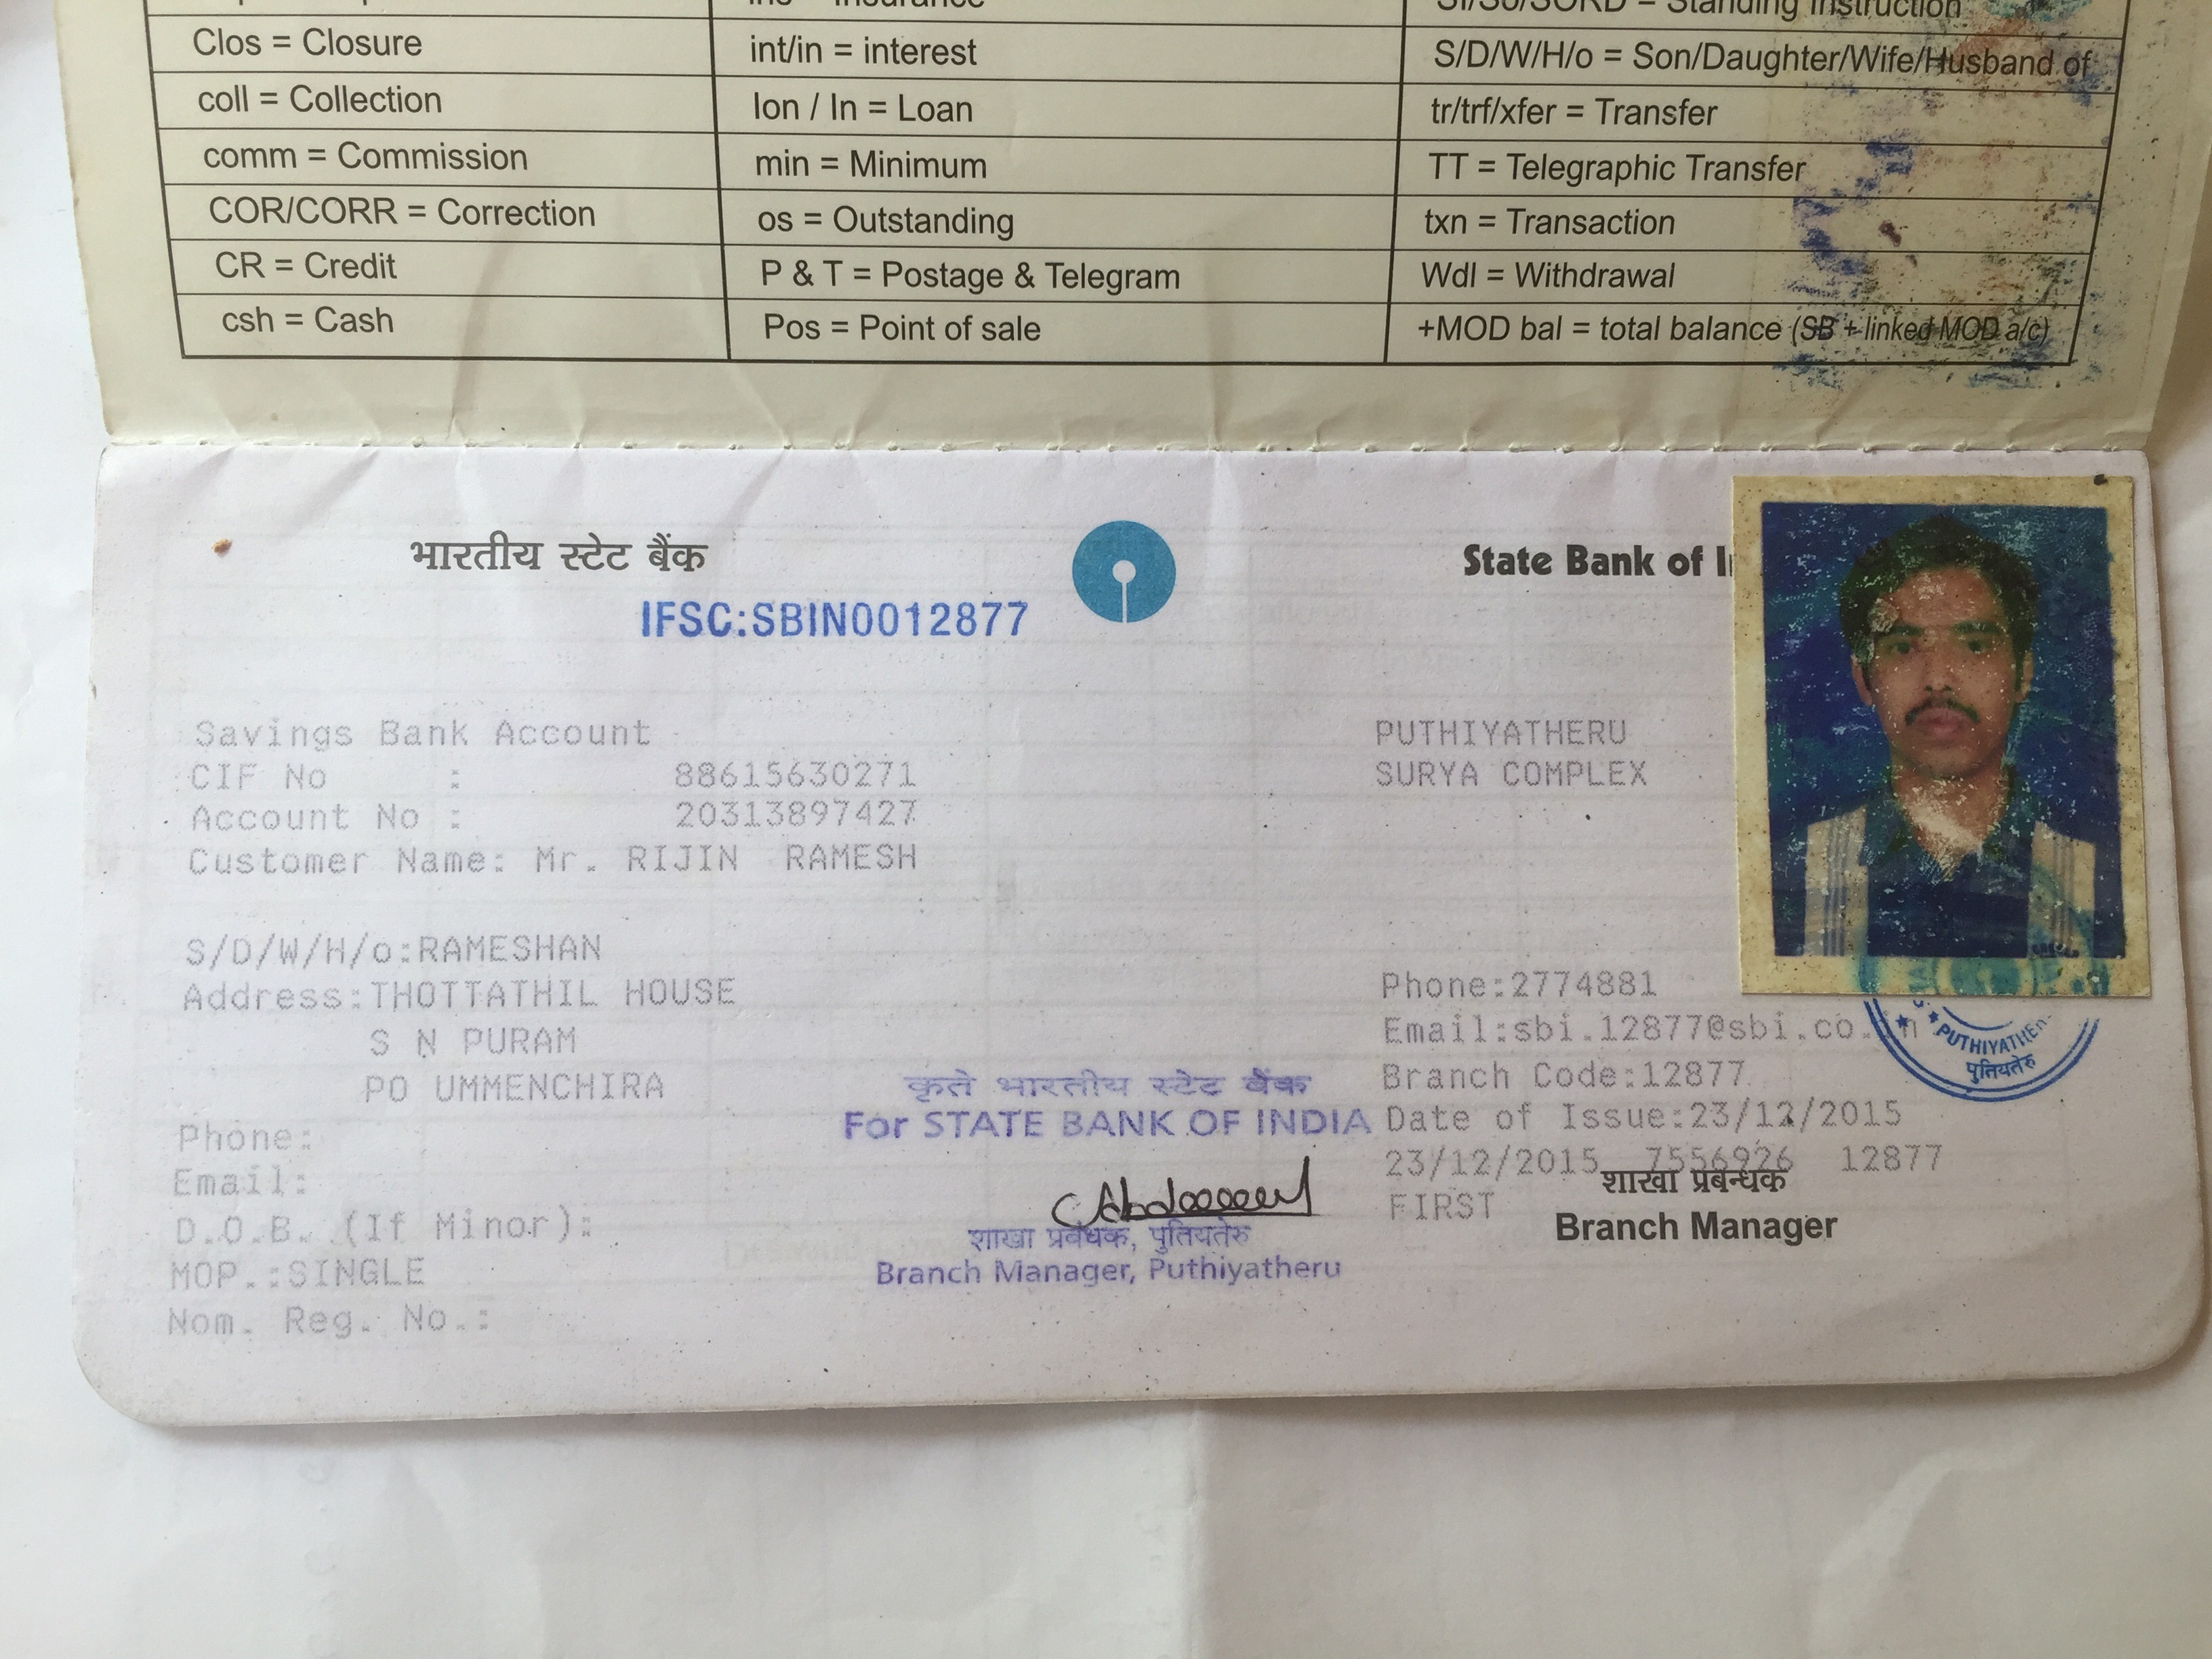 = Insurance
= Standing Instruction
Clos = Closure
int/in = interest
S/D/W/H/o = Son/Daughter/Wife/Husband of
coll = Collection
lon / ln = Loan
tr/trf/xfer = Transfer
comm = Commission
min = Minimum
TT = Telegraphic Transfer
COR/CORR = Correction
os = Outstanding
txn = Transaction
CR = Credit
P & T = Postage & Telegram
Wdl = Withdrawal
csh = Cash
Pos = Point of sale
+MOD bal = total balance (SB + linked MOD a/c)
भारतीय स्टेट बैंक
State Bank of
IFSC:SBIN0012877
Savings Bank Account
CIF No : 88615630271
Account No : 20313897427
Customer Name: Mr. RIJIN RAMESH
S/D/W/H/o:RAMESHAN
Address:THOTTATHIL HOUSE
S N PURAM
PO UMMENCHIRA
Phone:
Email:
D.O.B. (If Minor):
MOP.:SINGLE
Nom. Reg. No.:
PUTHIYATHERU
SURYA COMPLEX
Phone:2774881
Email:sbi.12877@sbi.co.in
Branch Code:12877
Date of Issue:23/12/2015
23/12/2015 7556926 12877
FIRST
शाखा प्रबन्धक
Branch Manager
कृते भारतीय स्टेट बैंक
For STATE BANK OF INDIA
शाखा प्रबंधक, पुतियतेरु
Branch Manager, Puthiyatheru
पुतियतेरु